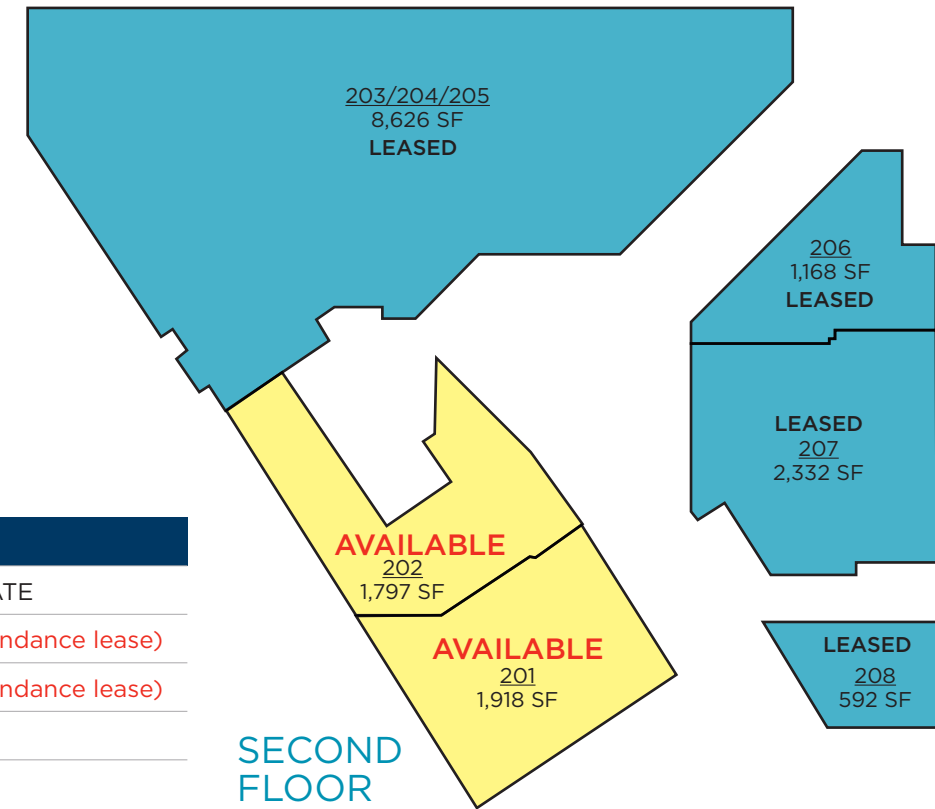 203/204/205
8,626 SF
LEASED
206
1,168 SF
LEASED
LEASED
207
2,332 SF
AVAILABLE
202
1,797 SF
AVAILABLE
201
1,918 SF
LEASED
208
592 SF
ATE
ndance lease)
ndance lease)
SECOND
FLOOR